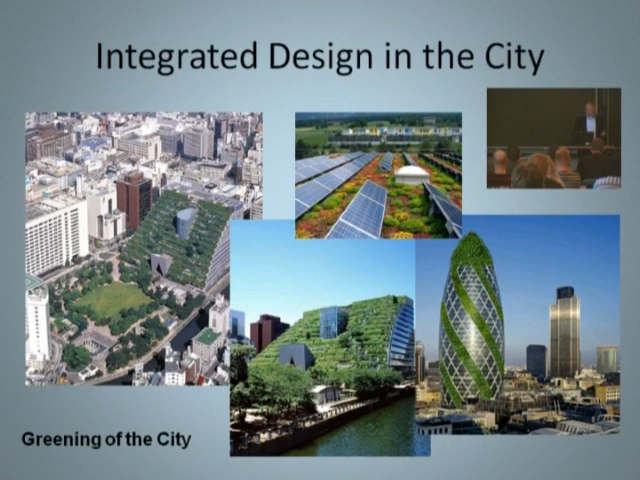 Integrated Design in the City
Greening of the City